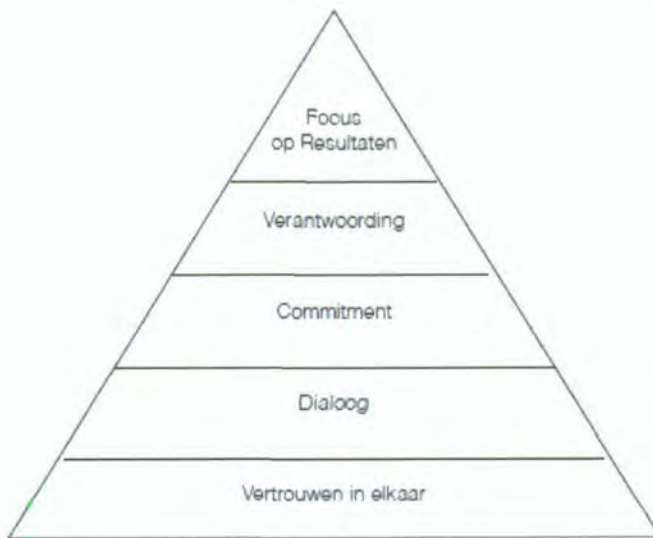 Focus
op Resultaten
Verantwoording
Commitment
Dialoog
Vertrouwen in elkaar